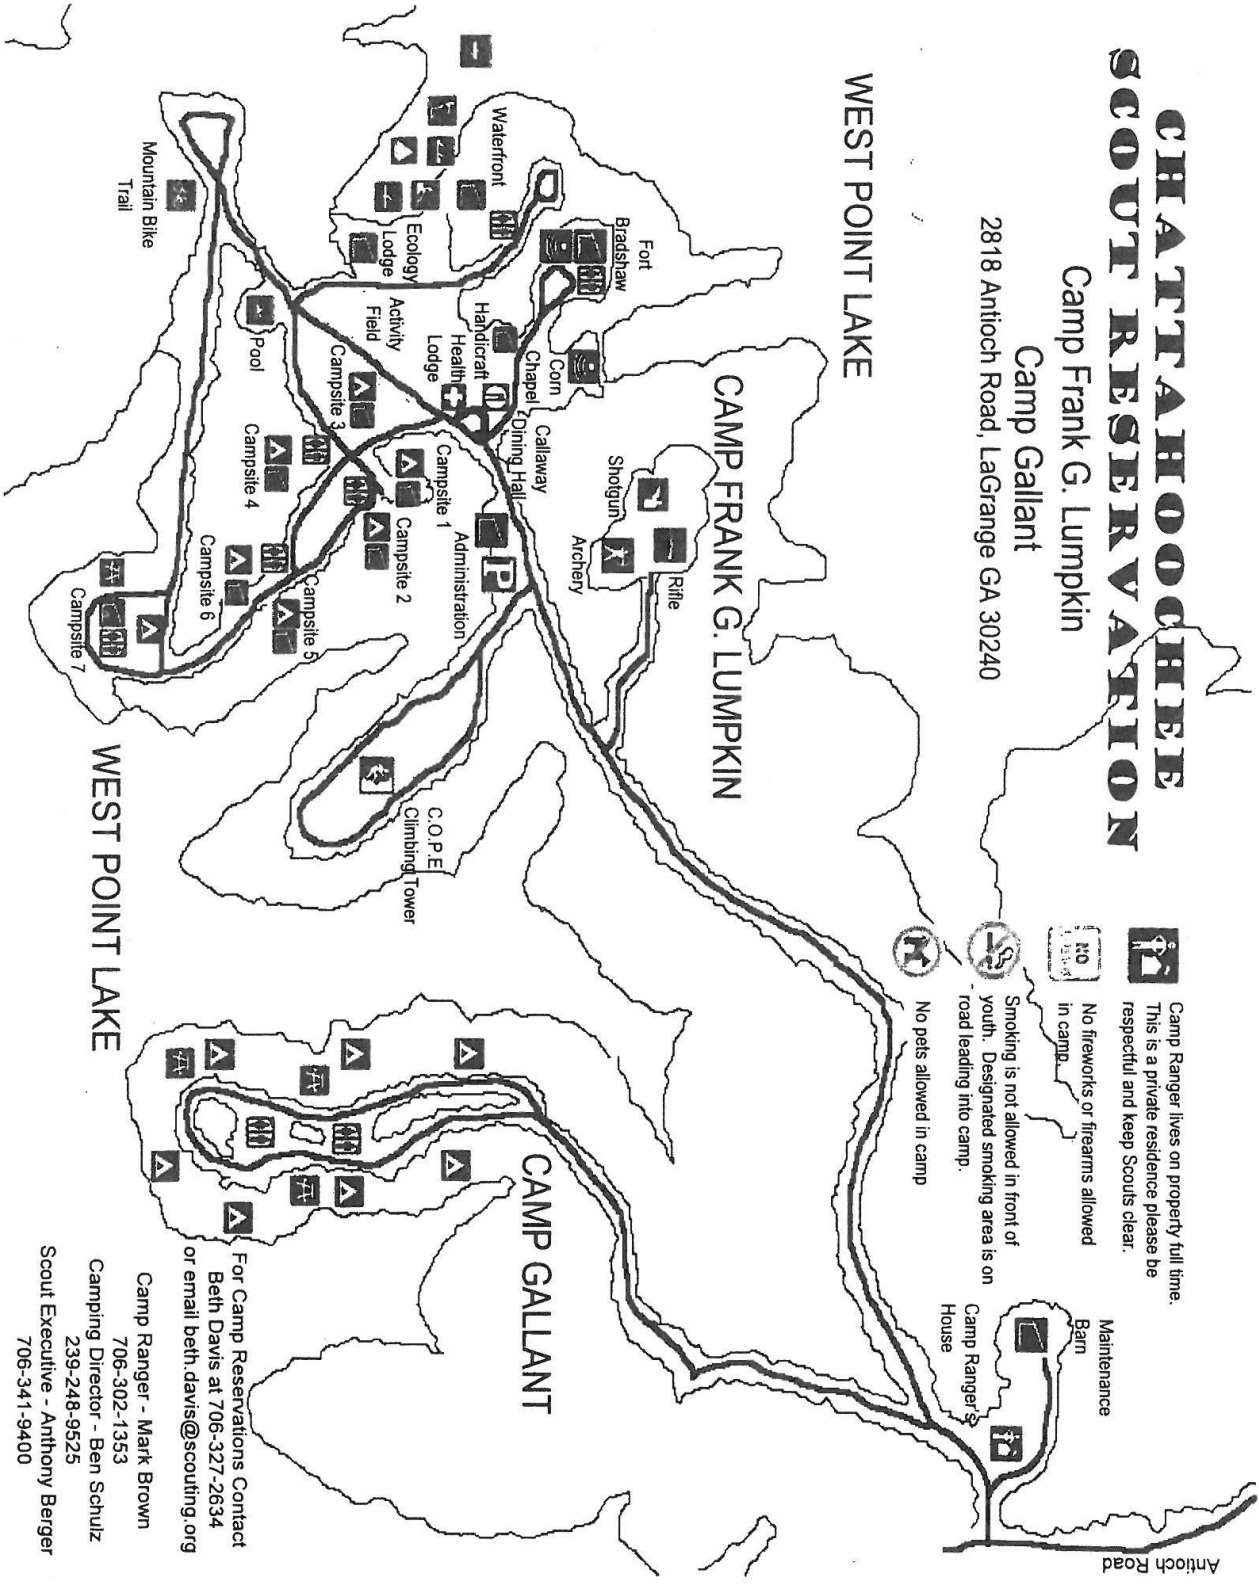 CHATTAHOOCHEE
SCOUT RESERVATION
Camp Frank G. Lumpkin
Camp Gallant
2818 Antioch Road, LaGrange GA 30240
WEST POINT LAKE
Camp Ranger lives on property full time.
This is a private residence please be
respectful and keep Scouts clear.
NO
No fireworks or firearms allowed
in camp.
Smoking is not allowed in front of
youth. Designated smoking area is on
road leading into camp.
No pets allowed in camp
Maintenance
Barn
Camp Ranger's
House
Antioch Road
CAMP FRANK G. LUMPKIN
Fort
Bradshaw
Waterfront
Corn
Chapel
Shotgun
Rifle
Archery
Callaway
Dining Hall
Handicraft
Health
Lodge
Ecology
Lodge
Activity
Field
P
Administration
Campsite 1
Campsite 2
Campsite 3
Pool
Campsite 4
Campsite 5
Campsite 6
Campsite 7
Mountain Bike
Trail
C.O.P.E
Climbing Tower
CAMP GALLANT
WEST POINT LAKE
For Camp Reservations Contact
Beth Davis at 706-327-2634
or email beth.davis@scouting.org
Camp Ranger - Mark Brown
706-302-1353
Camping Director - Ben Schulz
239-248-9525
Scout Executive - Anthony Berger
706-341-9400